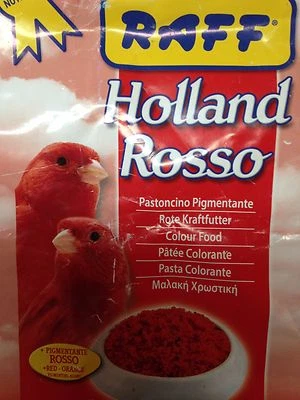 RAFF®
Holland
Rosso
Pastoncino Pigmentante
Rote Kraftfutter
Colour Food
Pâtée Colorante
Pasta Colorante
Μαλακή Χρωστική
+ PIGMENTANTE
ROSSO
+RED - ORANGE